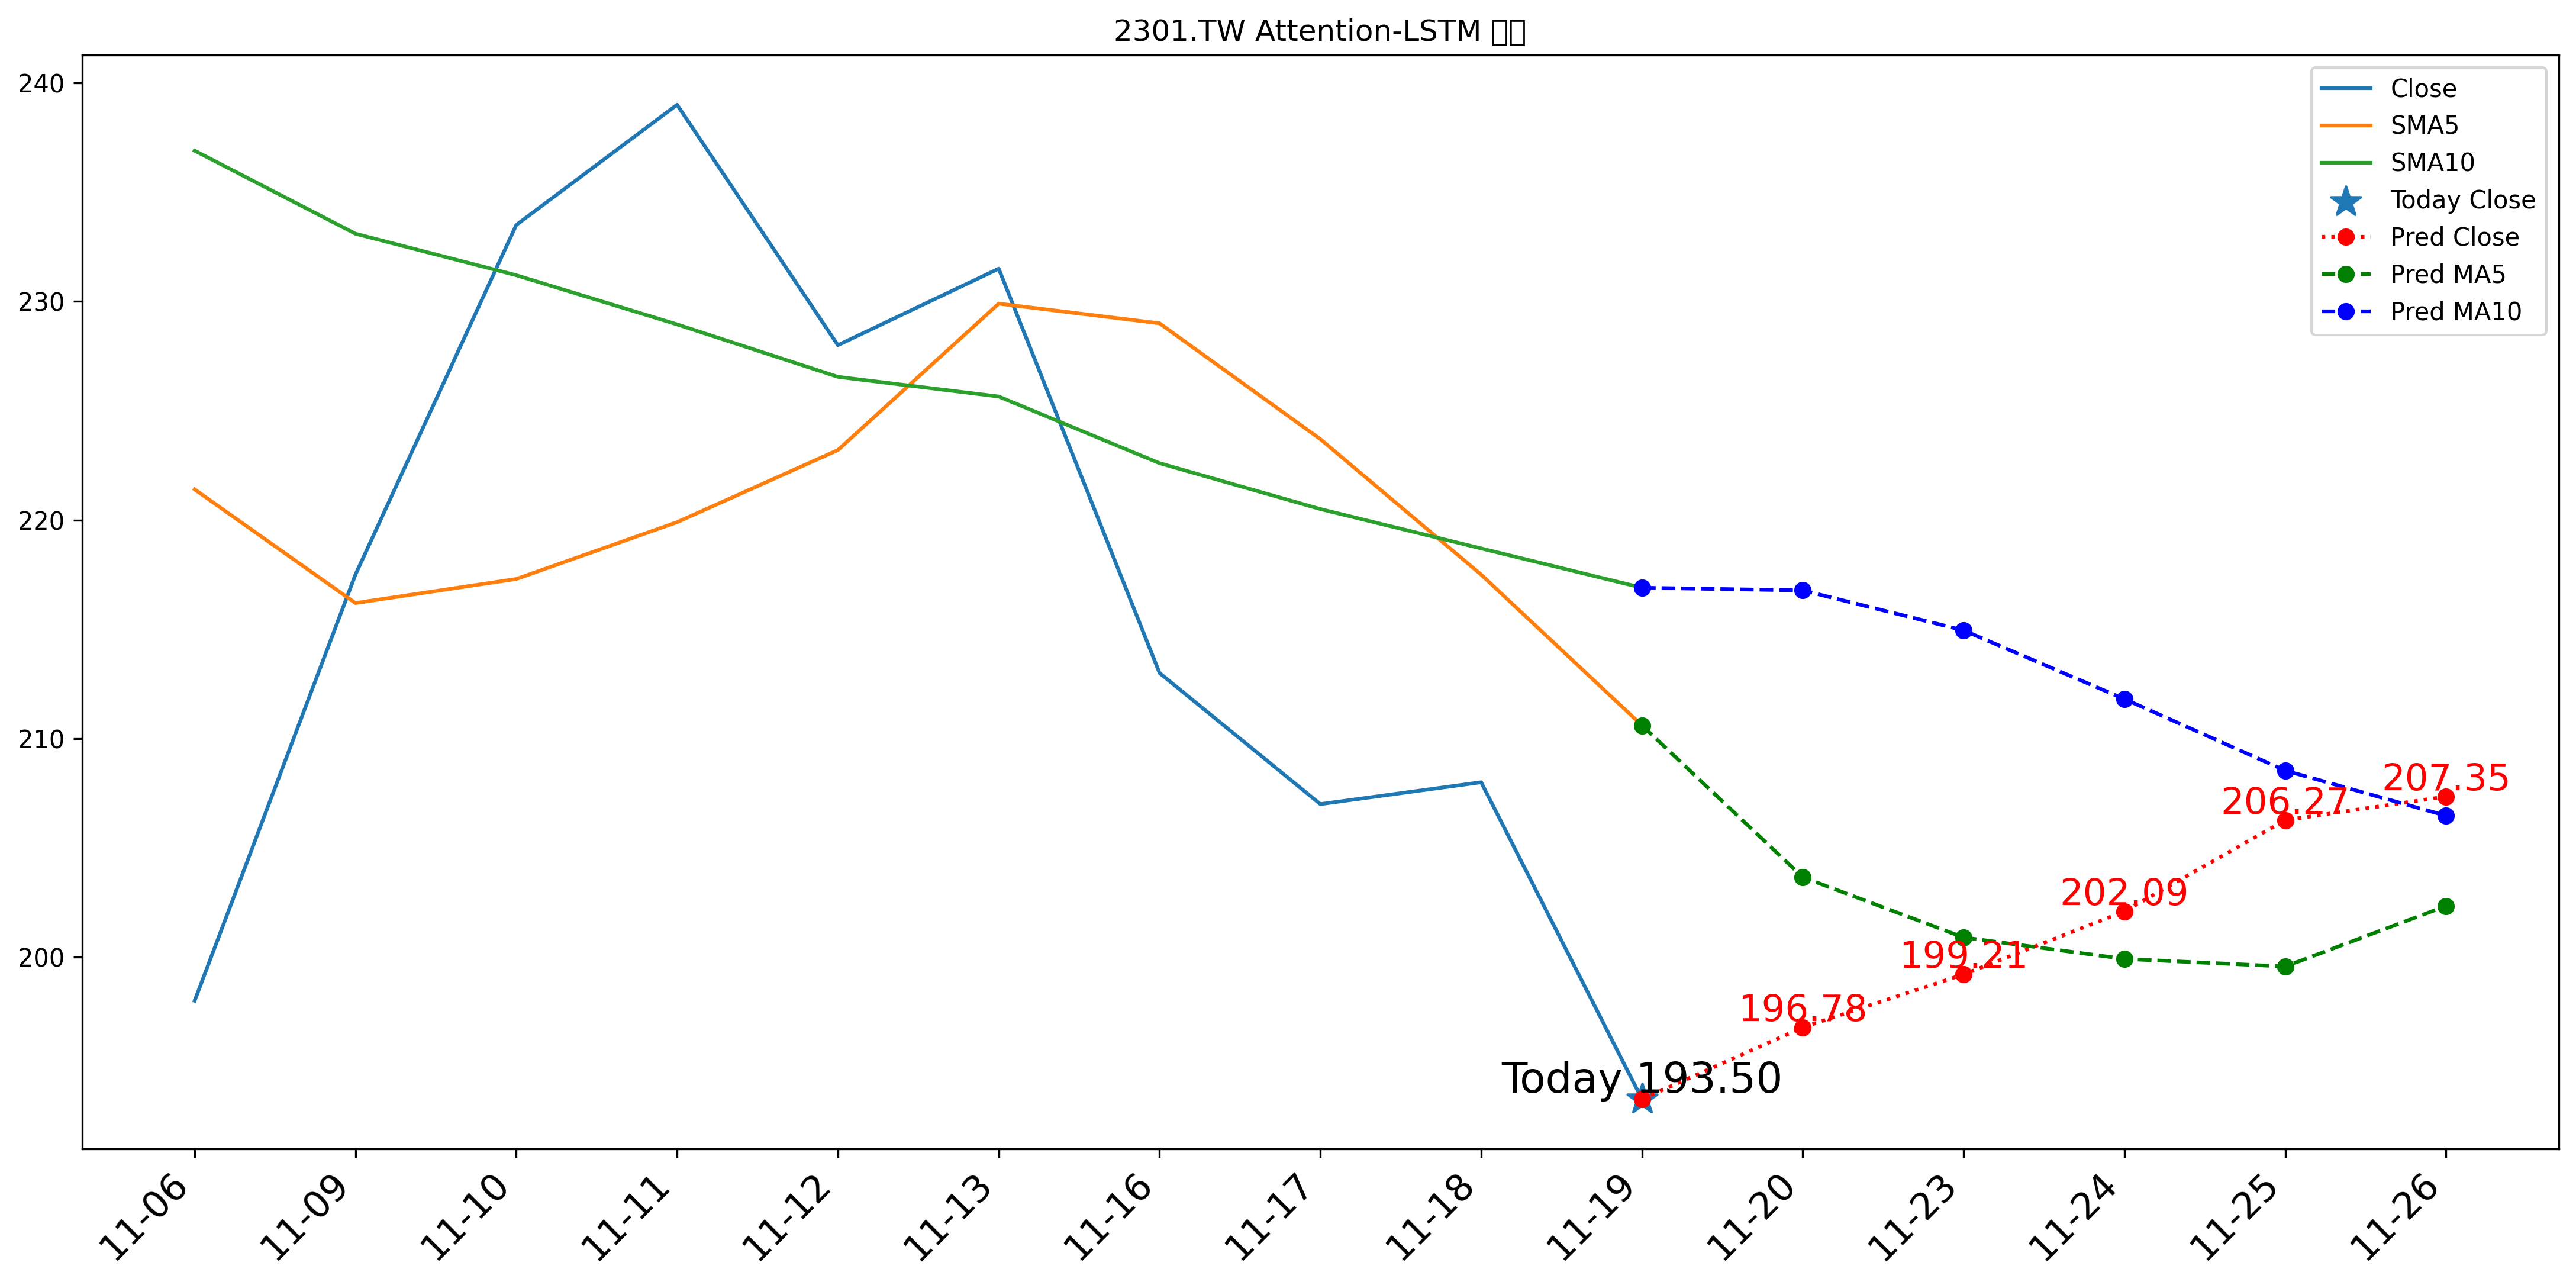 2301.TW Attention-LSTM
240
230
220
210
200
Close
SMA5
SMA10
Today Close
Pred Close
Pred MA5
Pred MA10
207.35
206.27
202.09
199.21
196.78
Today 193.50
11-06
11-09
11-10
11-11
11-12
11-13
11-16
11-17
11-18
11-19
11-20
11-23
11-24
11-25
11-26